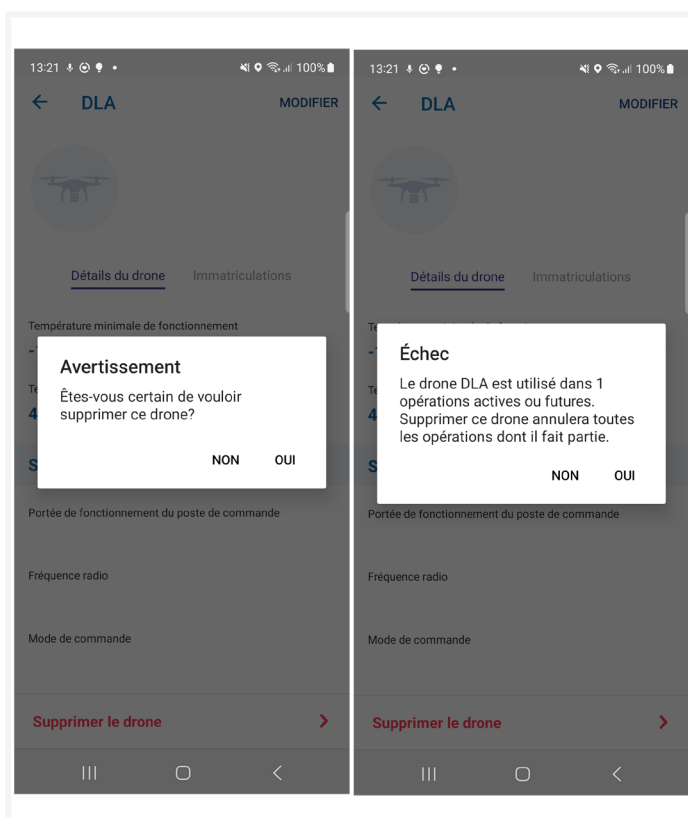 13:21
100%
DLA
MODIFIER
Détails du drone
Immatriculations
Température minimale de fonctionnement
Avertissement
Êtes-vous certain de vouloir
supprimer ce drone?
NON OUI
Portée de fonctionnement du poste de commande
Fréquence radio
Mode de commande
Supprimer le drone
13:21
100%
DLA
MODIFIER
Détails du drone
Immatriculations
Échec
Le drone DLA est utilisé dans 1
opérations actives ou futures.
Supprimer ce drone annulera toutes
les opérations dont il fait partie.
NON OUI
Portée de fonctionnement du poste de commande
Fréquence radio
Mode de commande
Supprimer le drone